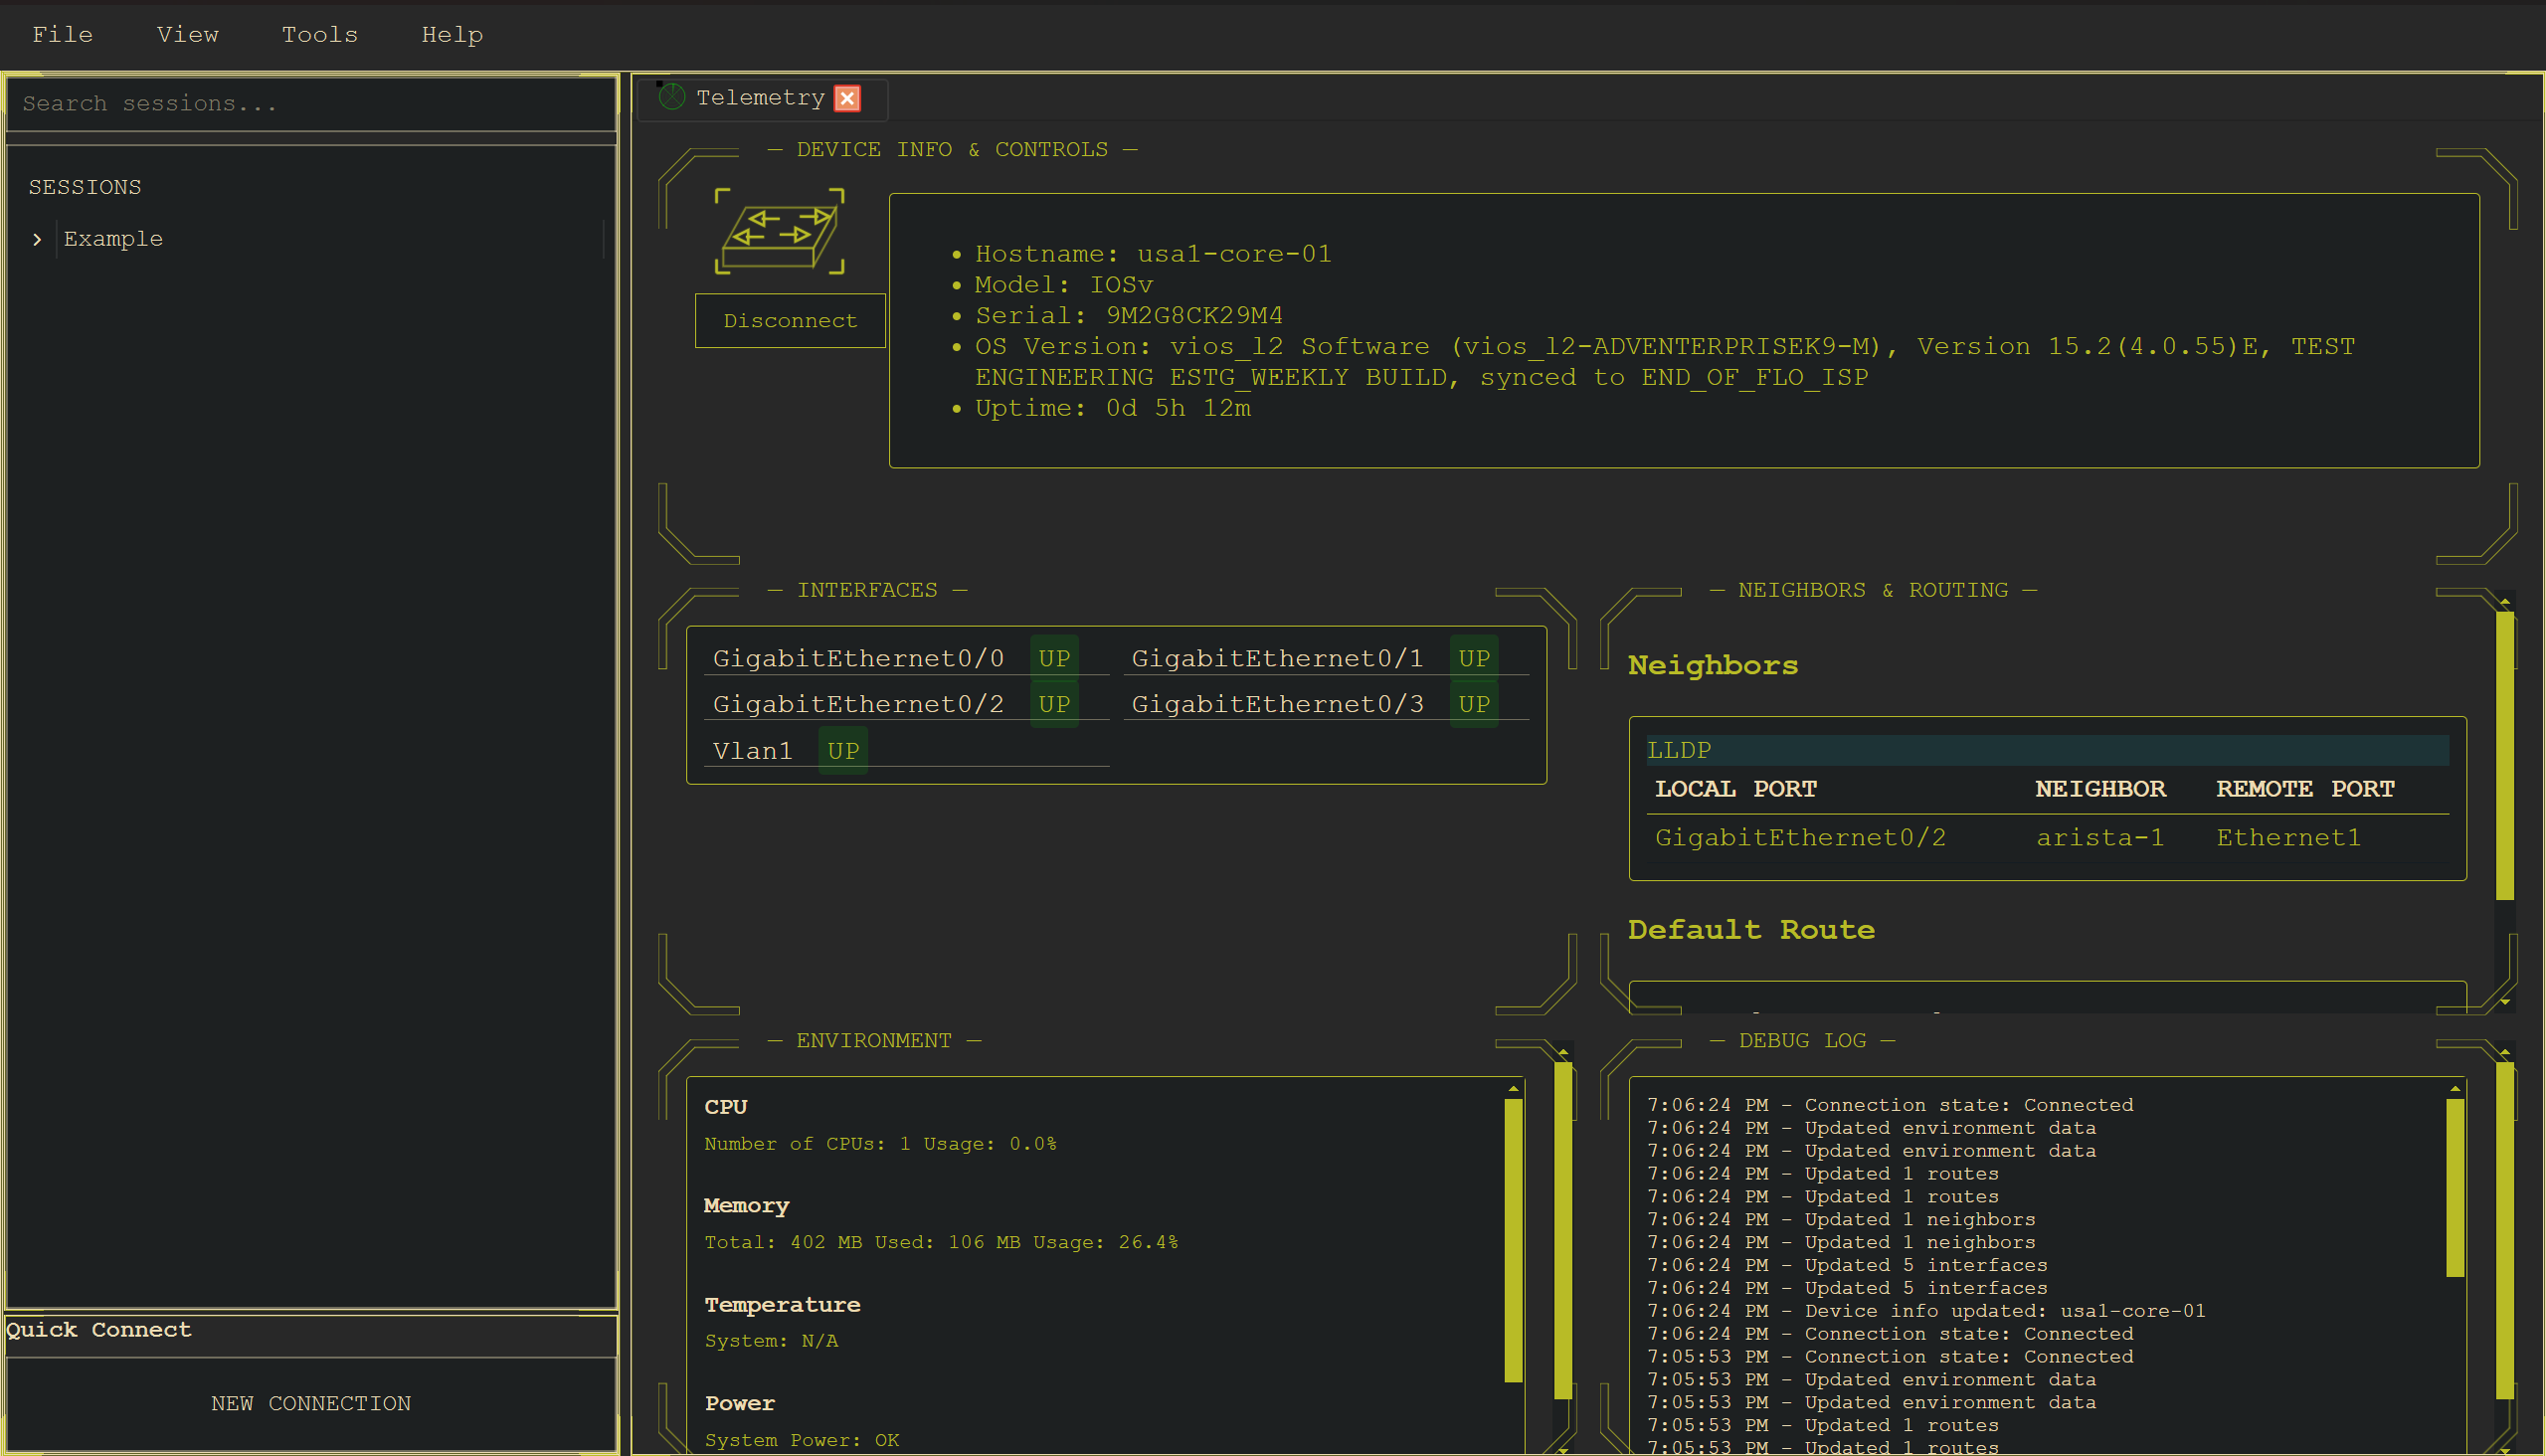 File View Tools Help
Search sessions...
SESSIONS
Example
Quick Connect
NEW CONNECTION
Telemetry
— DEVICE INFO & CONTROLS —
Disconnect
• Hostname: usa1-core-01
• Model: IOSv
• Serial: 9M2G8CK29M4
• OS Version: vios_l2 Software (vios_l2-ADVENTERPRISEK9-M), Version 15.2(4.0.55)E, TEST
ENGINEERING ESTG_WEEKLY BUILD, synced to END_OF_FLO_ISP
• Uptime: 0d 5h 12m
— INTERFACES —
GigabitEthernet0/0 UP GigabitEthernet0/1 UP
GigabitEthernet0/2 UP GigabitEthernet0/3 UP
Vlan1 UP
— NEIGHBORS & ROUTING —
Neighbors
LLDP
LOCAL PORT NEIGHBOR REMOTE PORT
GigabitEthernet0/2 arista-1 Ethernet1
Default Route
— ENVIRONMENT —
CPU
Number of CPUs: 1 Usage: 0.0%
Memory
Total: 402 MB Used: 106 MB Usage: 26.4%
Temperature
System: N/A
Power
System Power: OK
— DEBUG LOG —
7:06:24 PM - Connection state: Connected
7:06:24 PM - Updated environment data
7:06:24 PM - Updated environment data
7:06:24 PM - Updated 1 routes
7:06:24 PM - Updated 1 routes
7:06:24 PM - Updated 1 neighbors
7:06:24 PM - Updated 1 neighbors
7:06:24 PM - Updated 5 interfaces
7:06:24 PM - Updated 5 interfaces
7:06:24 PM - Device info updated: usa1-core-01
7:06:24 PM - Connection state: Connected
7:05:53 PM - Connection state: Connected
7:05:53 PM - Updated environment data
7:05:53 PM - Updated environment data
7:05:53 PM - Updated 1 routes
7:05:53 PM - Updated 1 routes